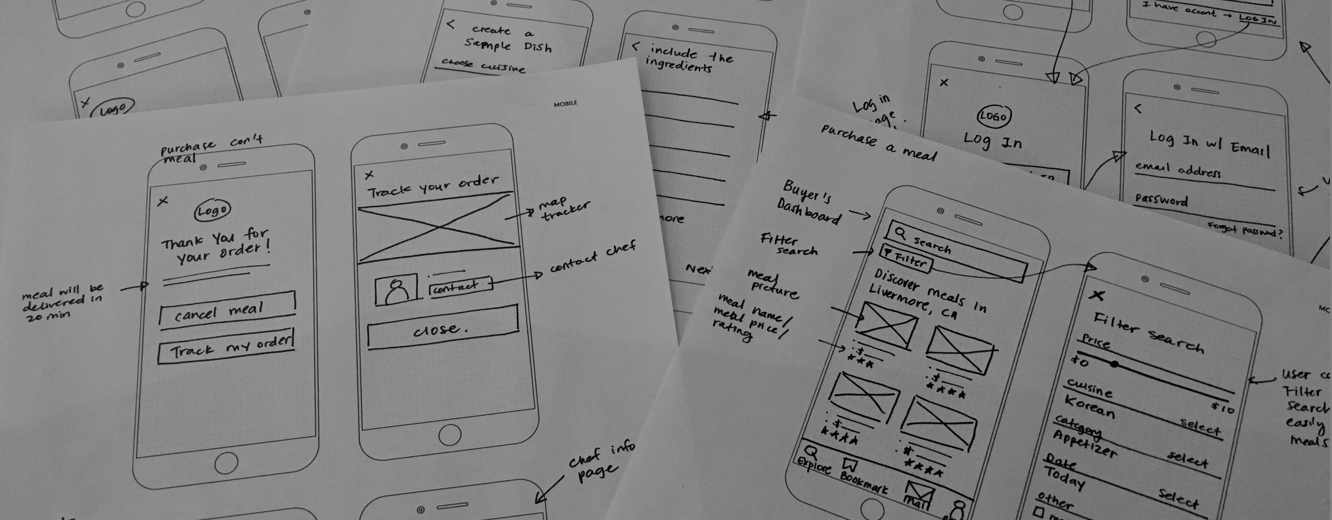 LOGO
create a
Sample Dish
choose cuisine
include the
ingredients
Next
MOBILE
purchase con't
meal
LOGO
Thank You for
your order!
cancel meal
Track my order
meal will be
delivered in
20 min
Track your order
contact
close.
map
tracker
contact chef
chef info
page
I have account → LOG IN
Log in
LOGO
Log In
Log In w/ Email
email address
password
Forgot password?
purchase a meal
Buyer's
Dashboard
Filter
search
meal
picture
meal name/
meal price/
rating
search
Filter
Discover meals in
Livermore, CA
$
★★★
$
★★★★
$
★★★★
$
★★★★
Explore
Bookmark
mail
Filter search
Price
$0
$10
cuisine
Korean
select
category
Appetizer
select
Date
Today
select
other
user
Filter
search
easily
meals